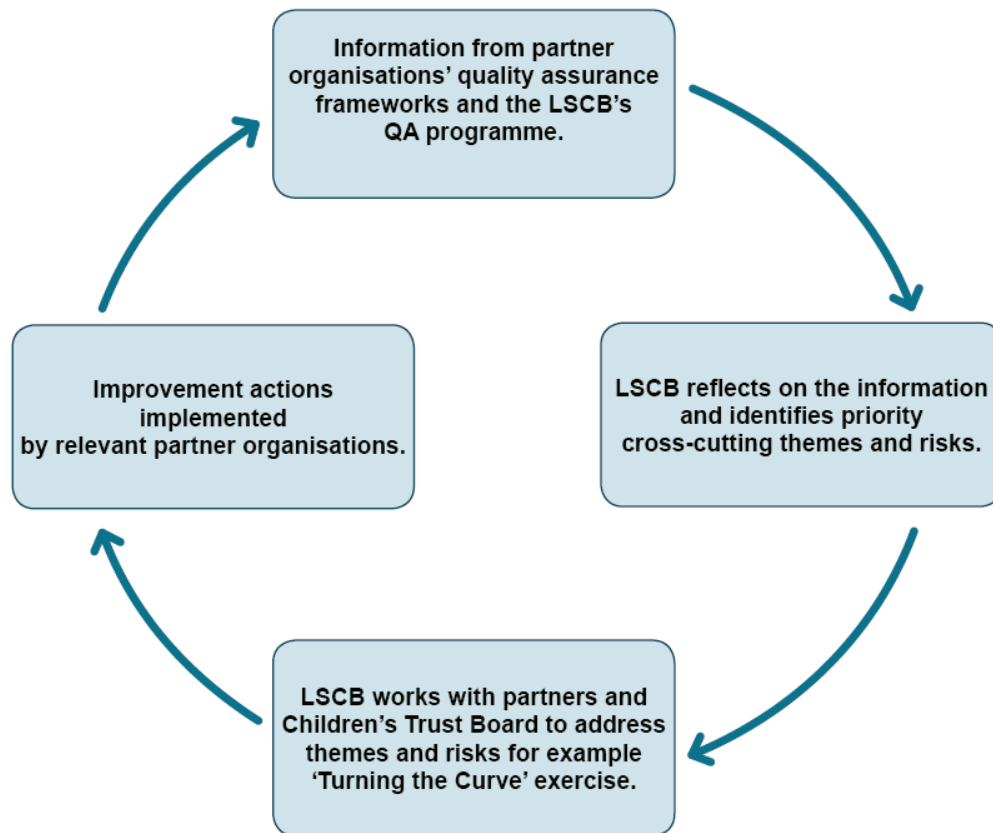 Information from partner
organisations’ quality assurance
frameworks and the LSCB’s
QA programme.
LSCB reflects on the information
and identifies priority
cross-cutting themes and risks.
LSCB works with partners and
Children’s Trust Board to address
themes and risks for example
‘Turning the Curve’ exercise.
Improvement actions
implemented
by relevant partner organisations.